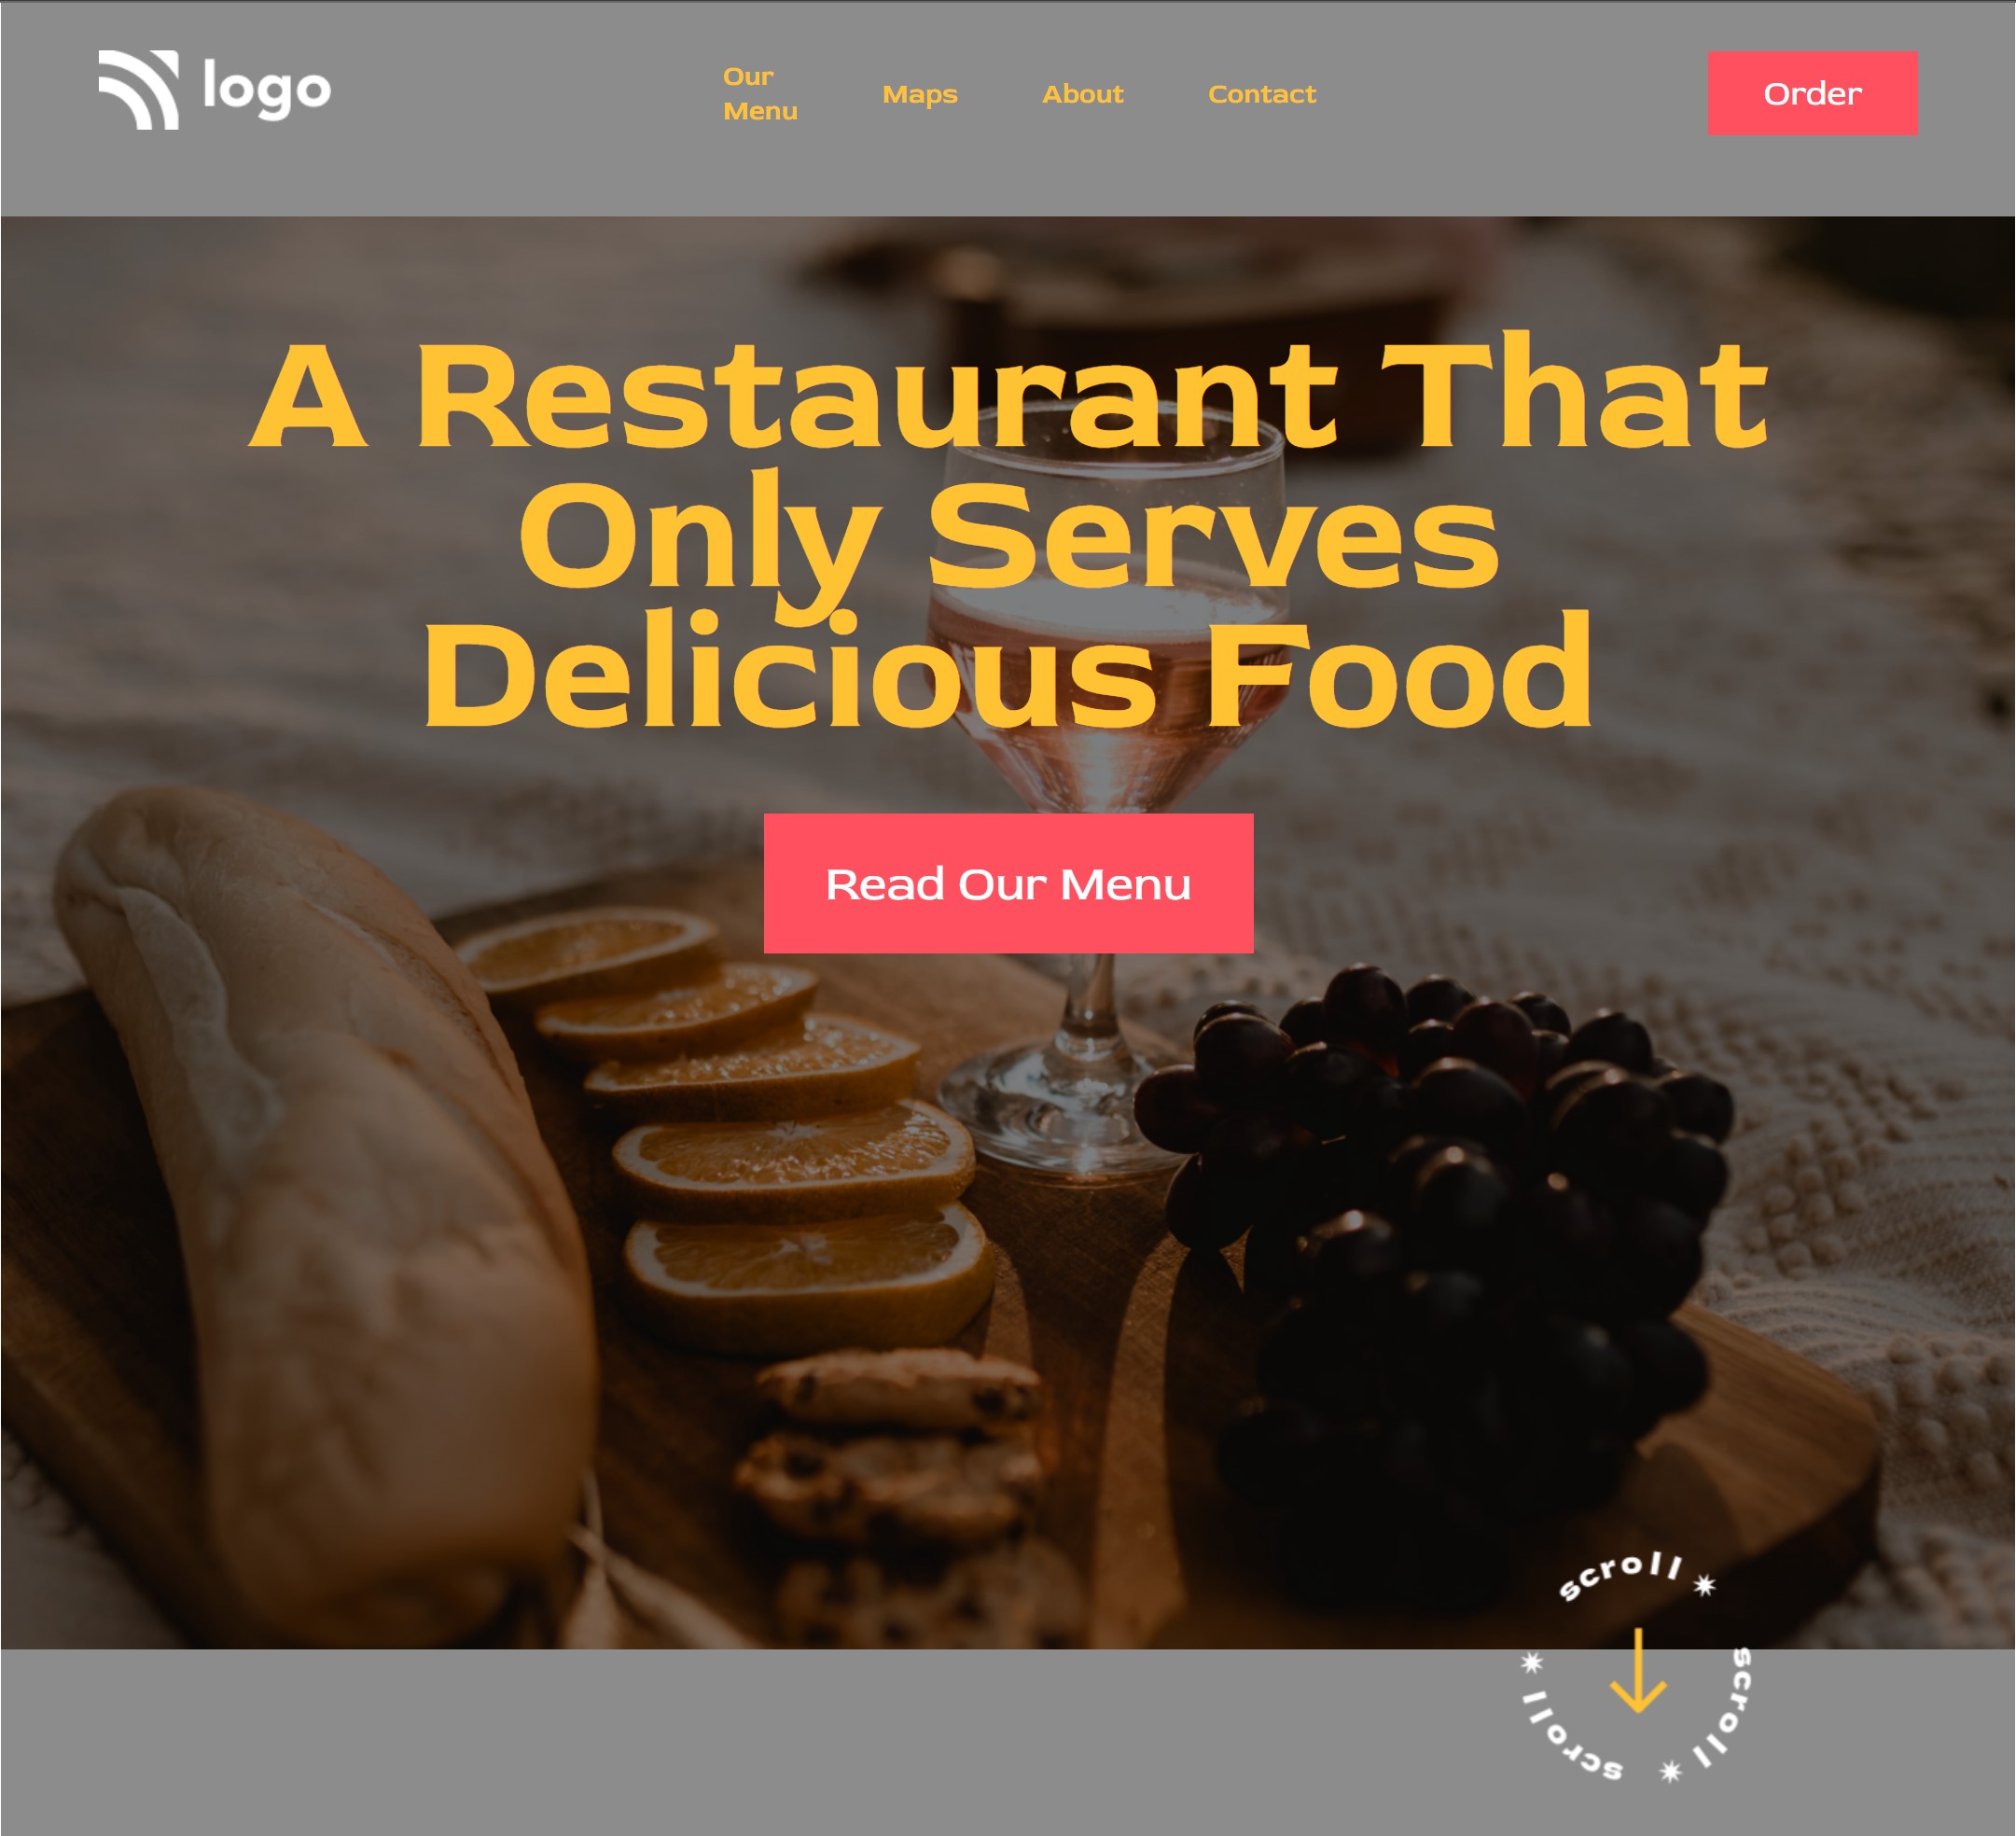 logo
Our
Menu
Maps
About
Contact
Order
A Restaurant That
Only Serves
Delicious Food
Read Our Menu
scroll
scroll
scroll